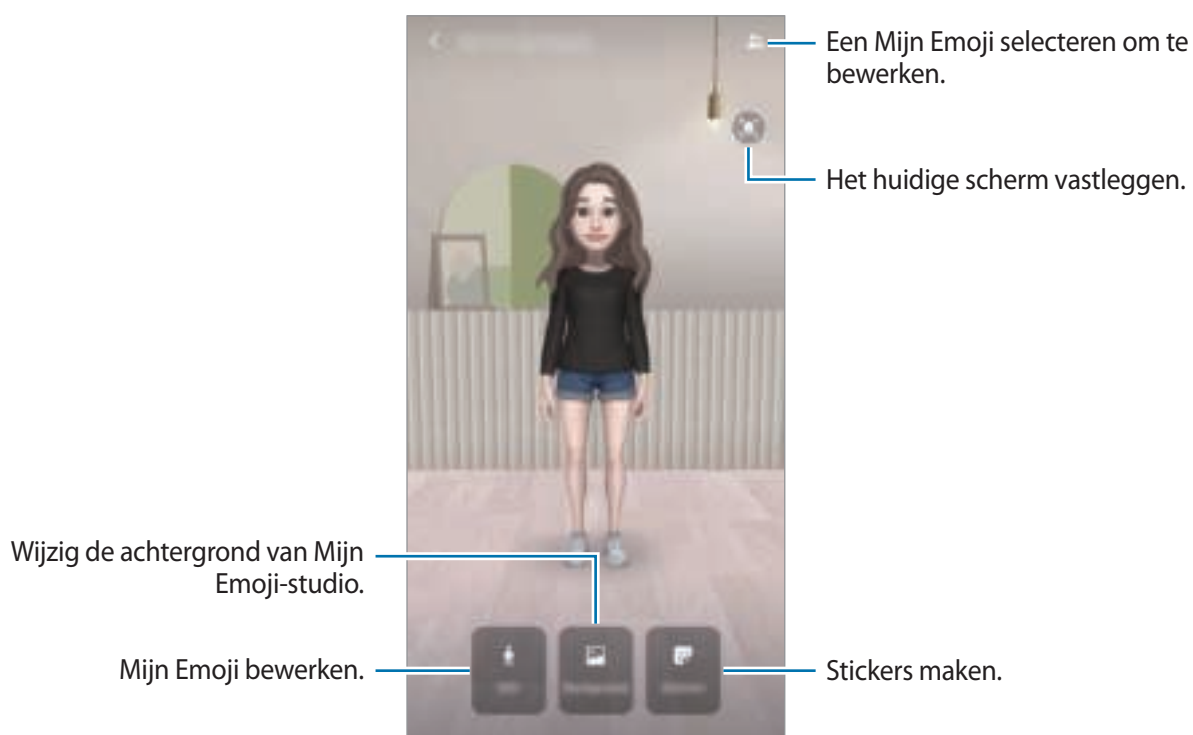 Een Mijn Emoji selecteren om te
bewerken.
Het huidige scherm vastleggen.
Wijzig de achtergrond van Mijn
Emoji-studio.
Mijn Emoji bewerken.
Stickers maken.